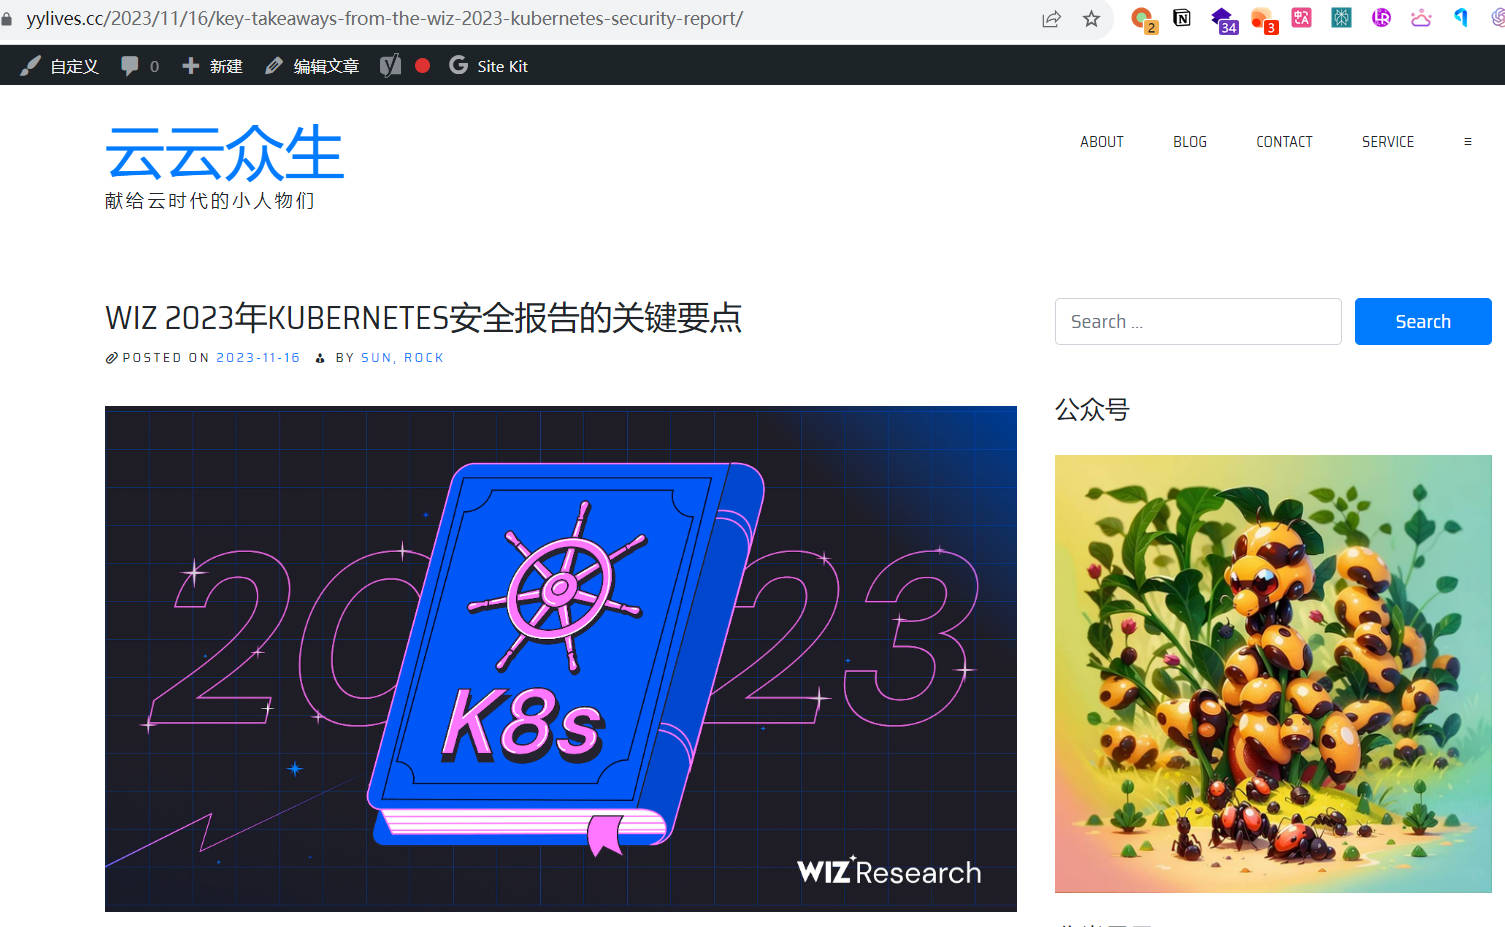 yylives.cc/2023/11/16/key-takeaways-from-the-wiz-2023-kubernetes-security-report/
2
34
3
自定义
0
新建
编辑文章
Site Kit
云云众生
献给云时代的小人物们
ABOUT
BLOG
CONTACT
SERVICE
WIZ 2023年KUBERNETES安全报告的关键要点
POSTED ON 2023-11-16 BY SUN, ROCK
Search ...
Search
公众号
2023
K8s
WIZ Research